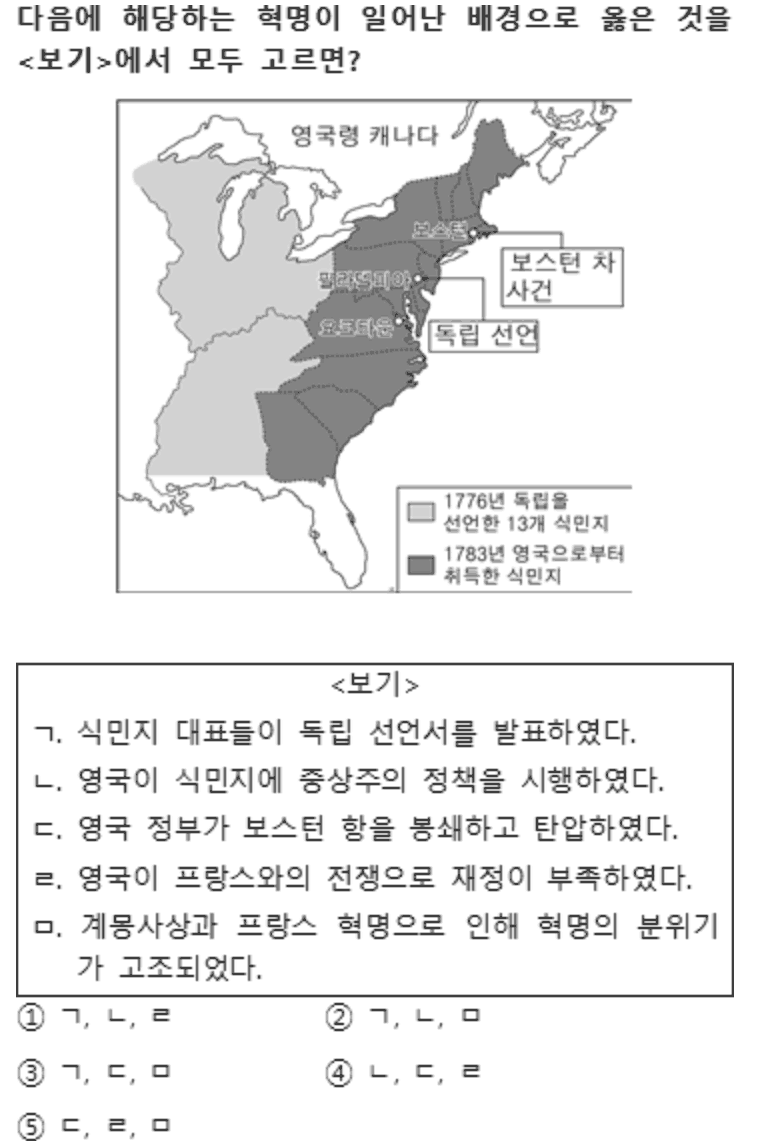 다음에 해당하는 혁명이 일어난 배경으로 옳은 것을
<보기>에서 모두 고르면?
영국령 캐나다
보스턴
보스턴 차
사건
필라델피아
요크타운
독립 선언
1776년 독립을
선언한 13개 식민지
1783년 영국으로부터
취득한 식민지
<보기>
ㄱ. 식민지 대표들이 독립 선언서를 발표하였다.
ㄴ. 영국이 식민지에 중상주의 정책을 시행하였다.
ㄷ. 영국 정부가 보스턴 항을 봉쇄하고 탄압하였다.
ㄹ. 영국이 프랑스와의 전쟁으로 재정이 부족하였다.
ㅁ. 계몽사상과 프랑스 혁명으로 인해 혁명의 분위기
가 고조되었다.
① ㄱ, ㄴ, ㄹ ② ㄱ, ㄴ, ㅁ
③ ㄱ, ㄷ, ㅁ ④ ㄴ, ㄷ, ㄹ
⑤ ㄷ, ㄹ, ㅁ